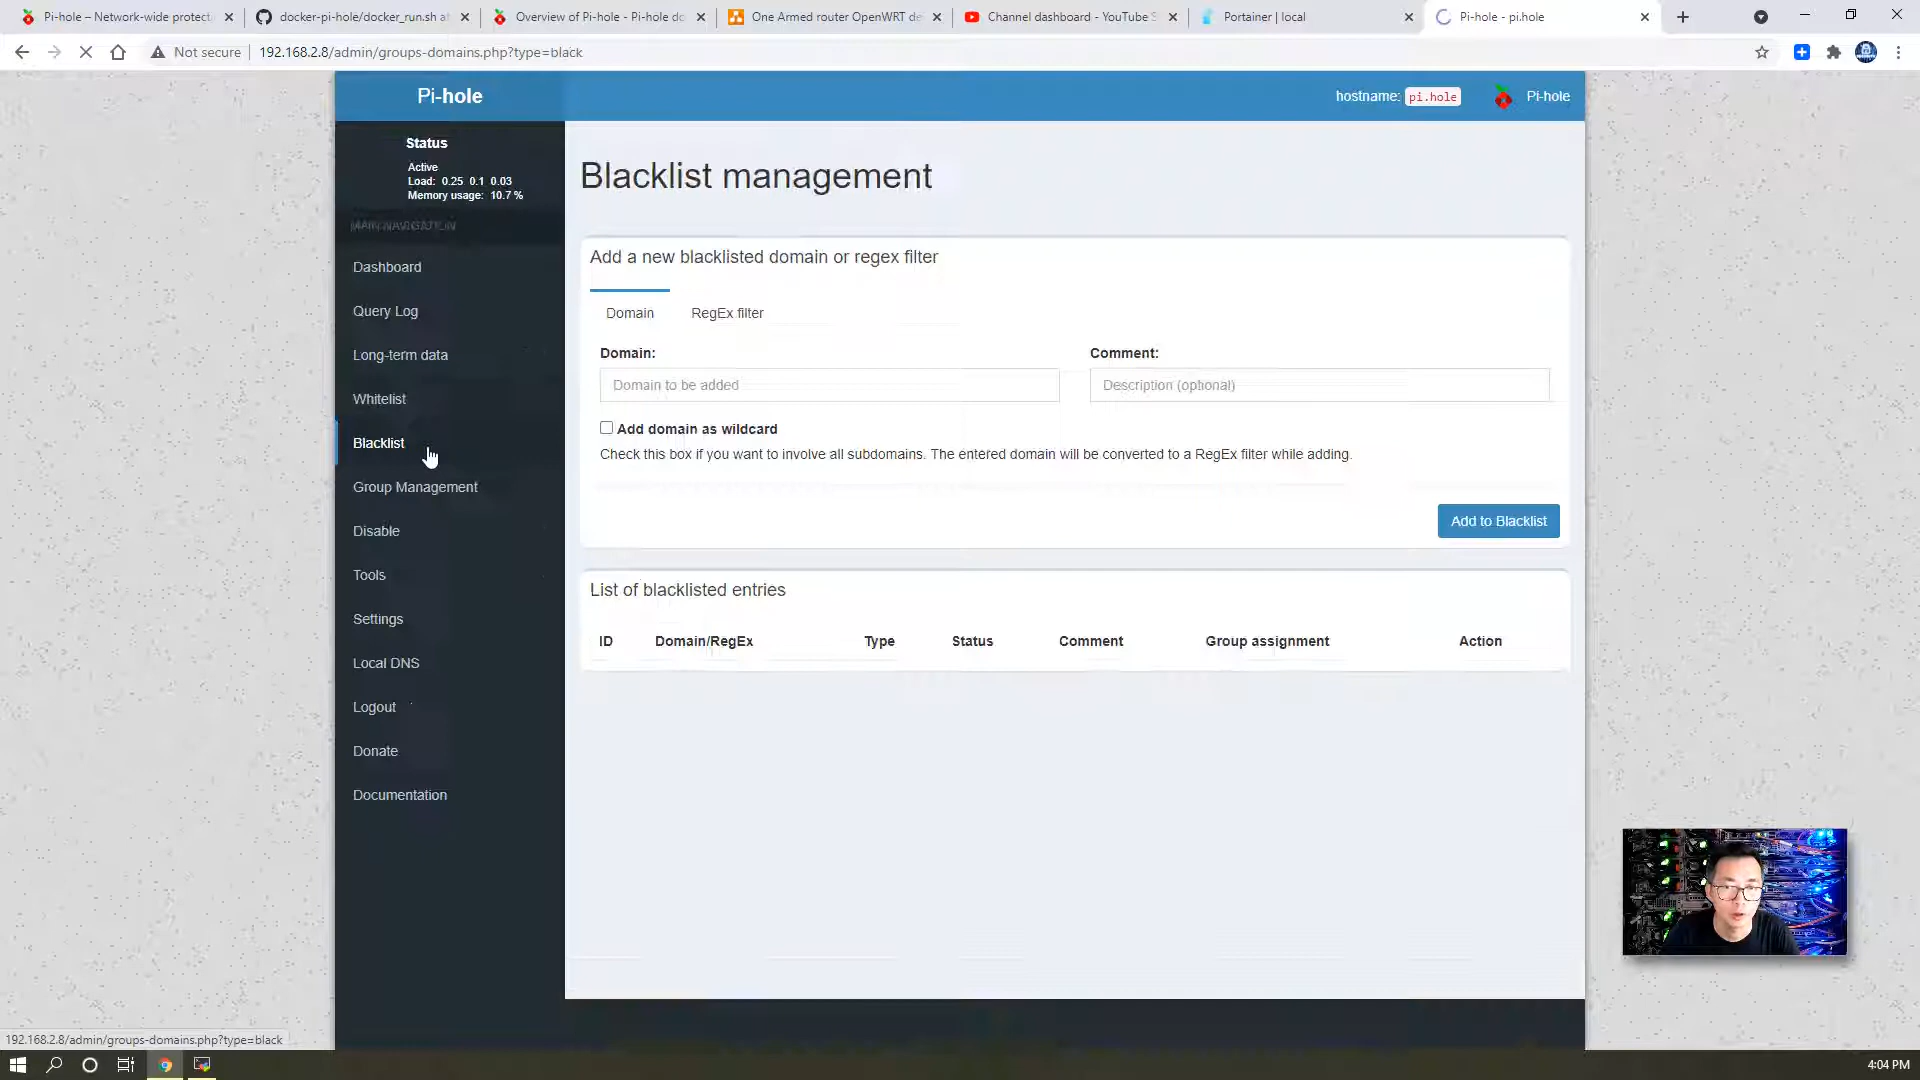 Pi-hole – Network-wide protect
docker-pi-hole/docker_run.sh at
Overview of Pi-hole - Pi-hole do
One Armed router OpenWRT de
Channel dashboard - YouTube S
Portainer | local
Pi-hole - pi.hole
Not secure
192.168.2.8/admin/groups-domains.php?type=black
Pi-hole
hostname: pi.hole
Pi-hole
Status
Active
Load: 0.25 0.1 0.03
Memory usage: 10.7 %
MAIN NAVIGATION
Dashboard
Query Log
Long-term data
Whitelist
Blacklist
Group Management
Disable
Tools
Settings
Local DNS
Logout
Donate
Documentation
Blacklist management
Add a new blacklisted domain or regex filter
Domain RegEx filter
Domain: Comment:
Domain to be added Description (optional)
Add domain as wildcard
Check this box if you want to involve all subdomains. The entered domain will be converted to a RegEx filter while adding.
Add to Blacklist
List of blacklisted entries
ID Domain/RegEx Type Status Comment Group assignment Action
192.168.2.8/admin/groups-domains.php?type=black
4:04 PM